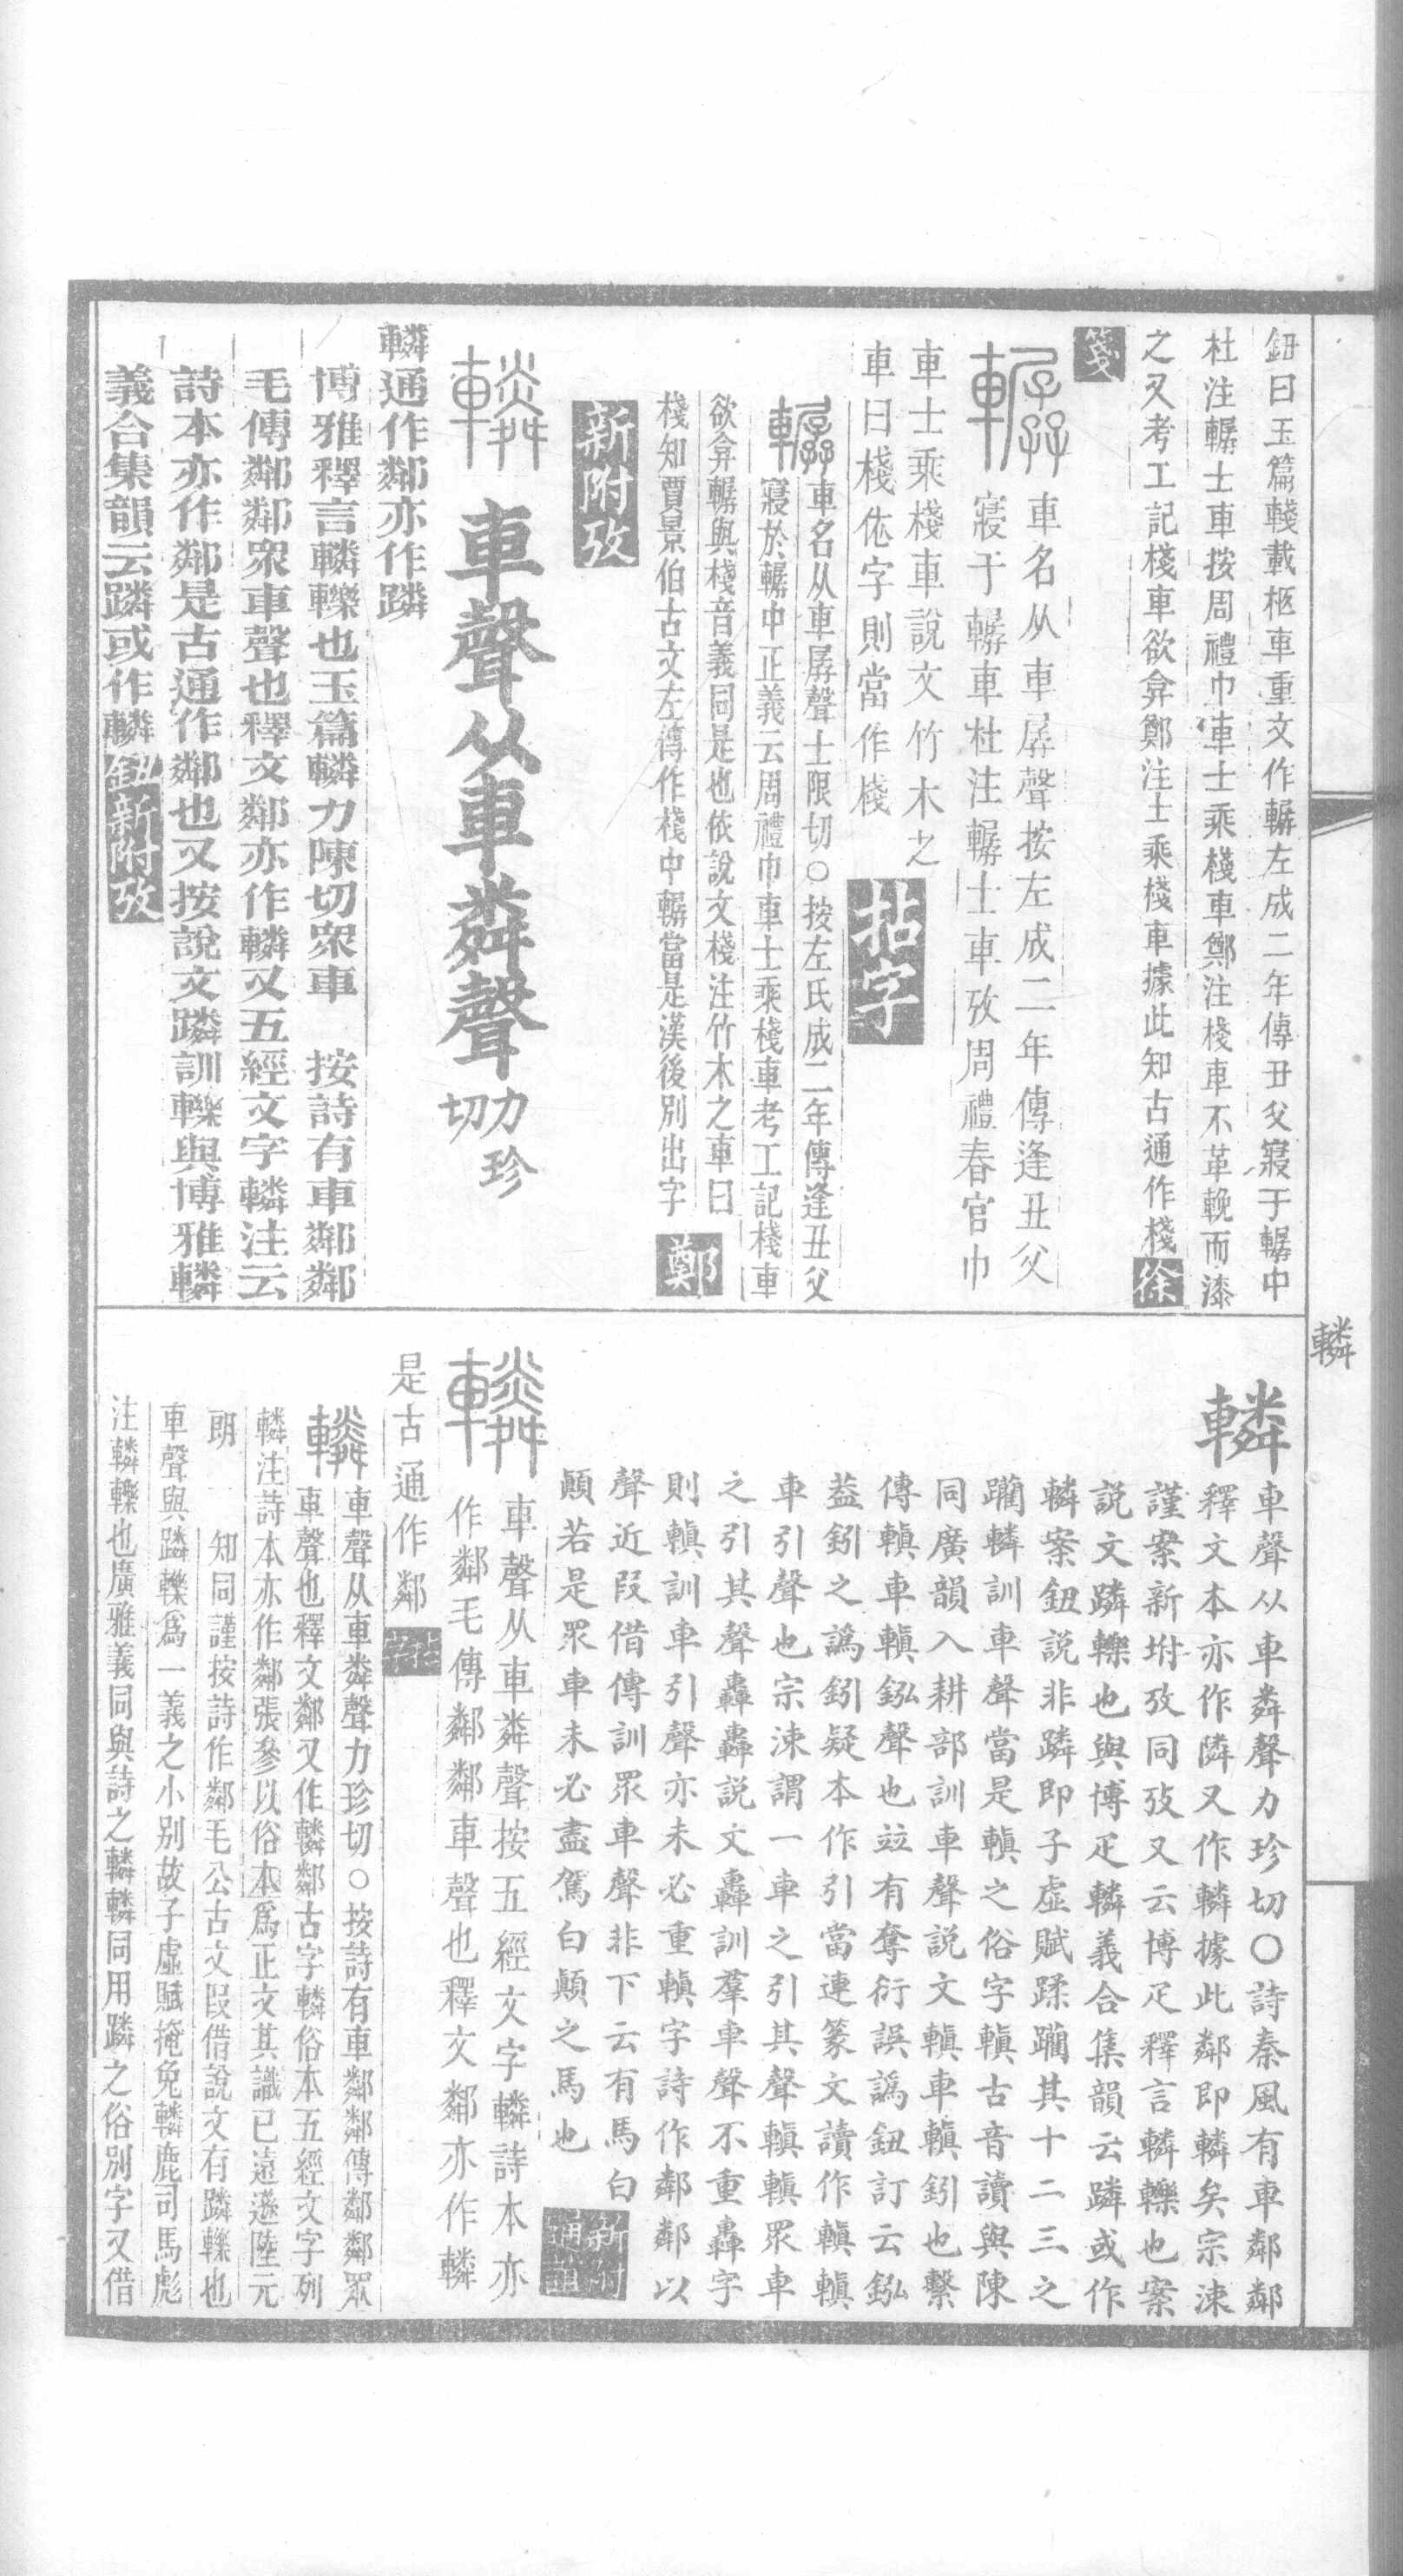 鈕曰玉篇輚載柩車重文作轏左成二年傳丑父寢于轏中
杜注轏士車按周禮巾車士乘棧車鄭注棧車不革輓而漆
之又考工記棧車欲弇鄭注士乘棧車據此知古通作棧徐
箋
車名从車孱聲按左成二年傳逢丑父
寢于轏車杜注轏士車攷周禮春官巾
車士乘棧車說文竹木之
車曰棧依字則當作棧
拈字
轏車名从車孱聲士限切○按左氏成二年傳逢丑父
寢於轏中正義云周禮巾車士乘棧車考工記棧車
欲弇轏與棧音義同是也依說文棧注竹木之車曰
棧知賈景伯古文左傳作棧中轏當是漢後別出字
鄭
新附攷
轔車聲从車粦聲力珍切
轔通作鄰亦作蹸
博雅釋言轔轢也玉篇轔力陳切眾車　按詩有車鄰鄰
毛傳鄰鄰眾車聲也釋文鄰亦作轔又五經文字轔注云
詩本亦作鄰是古通作鄰也又按說文蹸訓轢與博雅轔
義合集韻云蹸或作轔鈕新附攷
轔
轔車聲从車粦聲力珍切○詩秦風有車鄰鄰
釋文本亦作隣又作轔據此鄰即轔矣宗涑
謹案新坿攷同攷又云博疋釋言轔轢也案
說文蹸轢也與博疋轔義合集韻云蹸或作
轔案鈕說非蹸即子虛賦蹂躪其十二三之
躪轔訓車聲當是轒之俗字轒古音讀與陳
同廣韻入耕部訓車聲說文轒車轒釴也繫
傳轒車轒鈏聲也竝有奪衍誤譌鈕訂云鈏
葢鈏之譌鈏疑本作引當連篆文讀作轒轒
車引聲也宗涑謂一車之引其聲轒轒眾車
之引其聲轟轟說文轟訓羣車聲不重轟字
則轒訓車引聲亦未必重轒字詩作鄰鄰以
聲近叚借傳訓眾車聲非下云有馬白
顛若是眾車未必盡駕白顛之馬也
新附通誼
轔車聲从車粦聲按五經文字轔詩本亦
作鄰毛傳鄰鄰車聲也釋文鄰亦作轔
是古通作鄰
轔車聲从車粦聲力珍切○按詩有車鄰鄰傳鄰鄰眾
車聲也釋文鄰又作轔鄰古字轔俗本五經文字列
轔注詩本亦作鄰張參以俗本爲正文其識已遠遜陸元
朗　知同謹按詩作鄰毛公古文叚借說文有蹸轢也
車聲與蹸轢爲一義之小別故子虛賦掩兔轔鹿司馬彪
注轔轢也廣雅義同與詩之轔轔同用蹸之俗別字又借